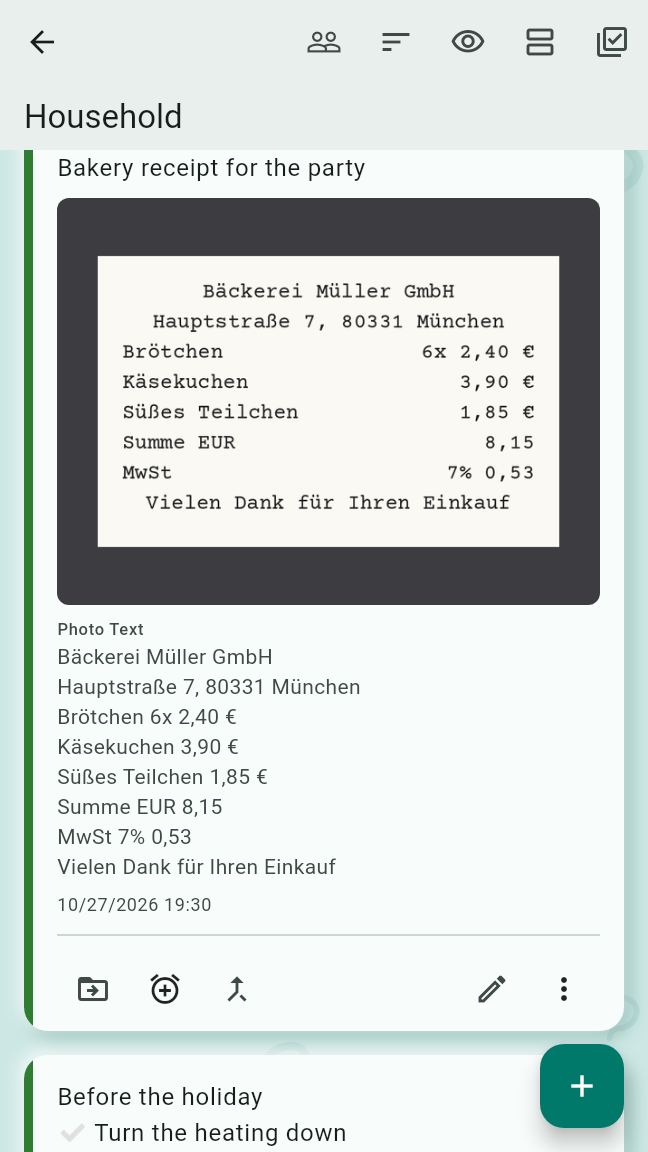 Household
Bakery receipt for the party
Bäckerei Müller GmbH
Hauptstraße 7, 80331 München
Brötchen 6x 2,40 €
Käsekuchen 3,90 €
Süßes Teilchen 1,85 €
Summe EUR 8,15
MwSt 7% 0,53
Vielen Dank für Ihren Einkauf
Photo Text
Bäckerei Müller GmbH
Hauptstraße 7, 80331 München
Brötchen 6x 2,40 €
Käsekuchen 3,90 €
Süßes Teilchen 1,85 €
Summe EUR 8,15
MwSt 7% 0,53
Vielen Dank für Ihren Einkauf
10/27/2026 19:30
Before the holiday
Turn the heating down